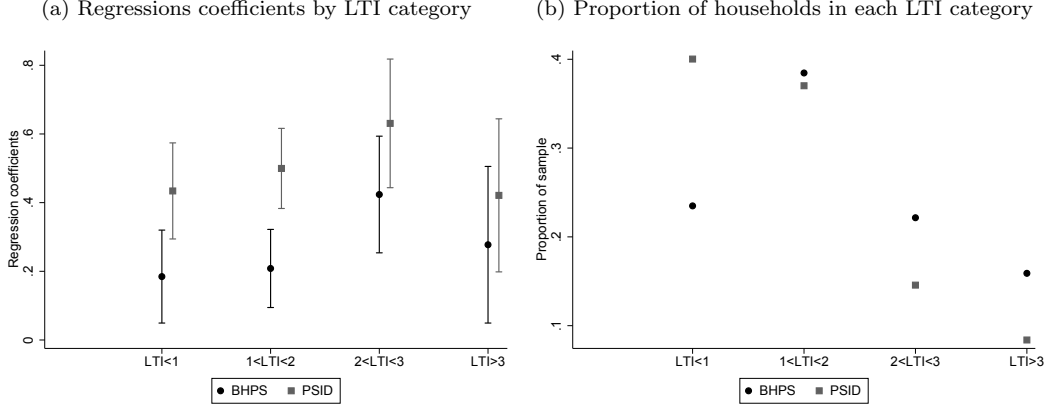 (a) Regressions coefficients by LTI category
Regression coefficients
.8
.6
.4
.2
0
LTI<1
1<LTI<2
2<LTI<3
LTI>3
BHPS
PSID
(b) Proportion of households in each LTI category
Proportion of sample
.4
.3
.2
.1
LTI<1
1<LTI<2
2<LTI<3
LTI>3
BHPS
PSID